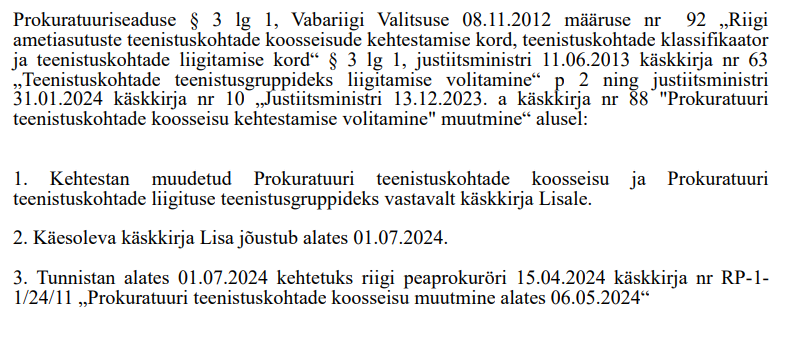 Prokuratuuriseaduse § 3 lg 1, Vabariigi Valitsuse 08.11.2012 määruse nr 92 „Riigi
ametiasutuste teenistuskohtade koosseisude kehtestamise kord, teenistuskohtade klassifikaator
ja teenistuskohtade liigitamise kord“ § 3 lg 1, justiitsministri 11.06.2013 käskkirja nr 63
„Teenistuskohtade teenistusgruppideks liigitamise volitamine“ p 2 ning justiitsministri
31.01.2024 käskkirja nr 10 „Justiitsministri 13.12.2023. a käskkirja nr 88 "Prokuratuuri
teenistuskohtade koosseisu kehtestamise volitamine" muutmine“ alusel:
1. Kehtestan muudetud Prokuratuuri teenistuskohtade koosseisu ja Prokuratuuri
teenistuskohtade liigituse teenistusgruppideks vastavalt käskkirja Lisale.
2. Käesoleva käskkirja Lisa jõustub alates 01.07.2024.
3. Tunnistan alates 01.07.2024 kehtetuks riigi peaprokuröri 15.04.2024 käskkirja nr RP-1-
1/24/11 „Prokuratuuri teenistuskohtade koosseisu muutmine alates 06.05.2024“